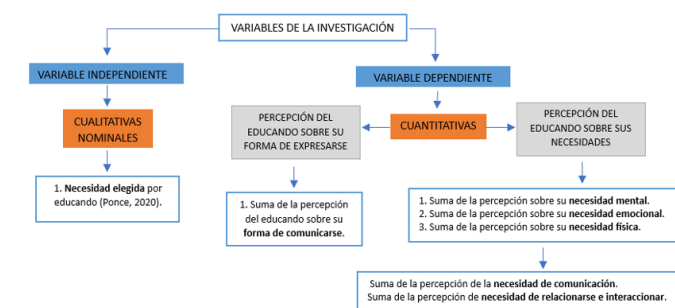 VARIABLES DE LA INVESTIGACIÓN
VARIABLE INDEPENDIENTE
VARIABLE DEPENDIENTE
CUALITATIVAS
NOMINALES
PERCEPCIÓN DEL
EDUCANDO SOBRE SU
FORMA DE EXPRESARSE
CUANTITATIVAS
PERCEPCIÓN DEL
EDUCANDO SOBRE SUS
NECESIDADES
1. Necesidad elegida por
educando (Ponce, 2020).
1. Suma de la percepción
del educando sobre su
forma de comunicarse.
1. Suma de la percepción sobre su necesidad mental.
2. Suma de la percepción sobre su necesidad emocional.
3. Suma de la percepción sobre su necesidad física.
Suma de la percepción de la necesidad de comunicación.
Suma de la percepción de necesidad de relacionarse e interaccionar.